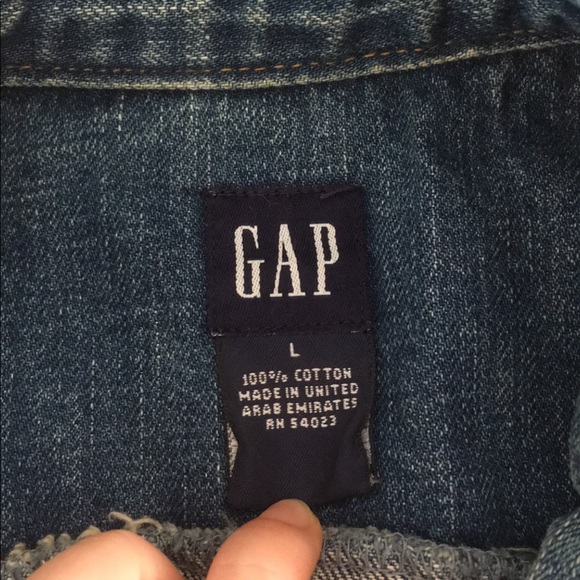 GAP
L
100% COTTON
MADE IN UNITED
ARAB EMIRATES
RN 54023